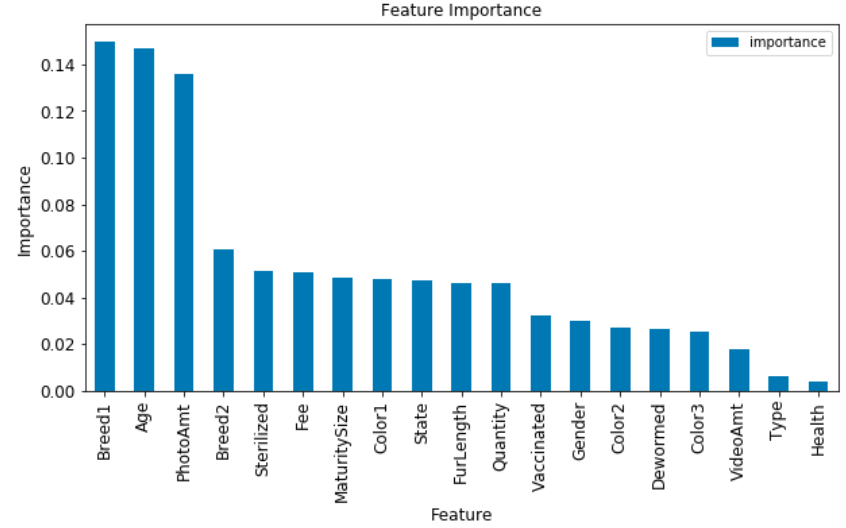 Feature Importance
importance
Importance
0.14
0.12
0.10
0.08
0.06
0.04
0.02
0.00
Breed1
Age
PhotoAmt
Breed2
Sterilized
Fee
MaturitySize
Color1
State
FurLength
Quantity
Vaccinated
Gender
Color2
Dewormed
Color3
VideoAmt
Type
Health
Feature